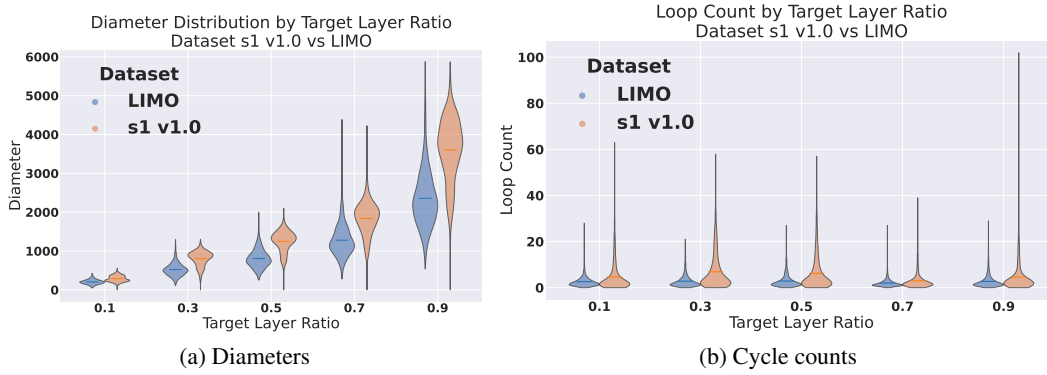 Diameter Distribution by Target Layer Ratio
Dataset s1 v1.0 vs LIMO
6000
5000
4000
3000
2000
1000
0
Diameter
Dataset
LIMO
s1 v1.0
0.1 0.3 0.5 0.7 0.9
Target Layer Ratio
(a) Diameters
Loop Count by Target Layer Ratio
Dataset s1 v1.0 vs LIMO
100
80
60
40
20
0
Loop Count
Dataset
LIMO
s1 v1.0
0.1 0.3 0.5 0.7 0.9
Target Layer Ratio
(b) Cycle counts